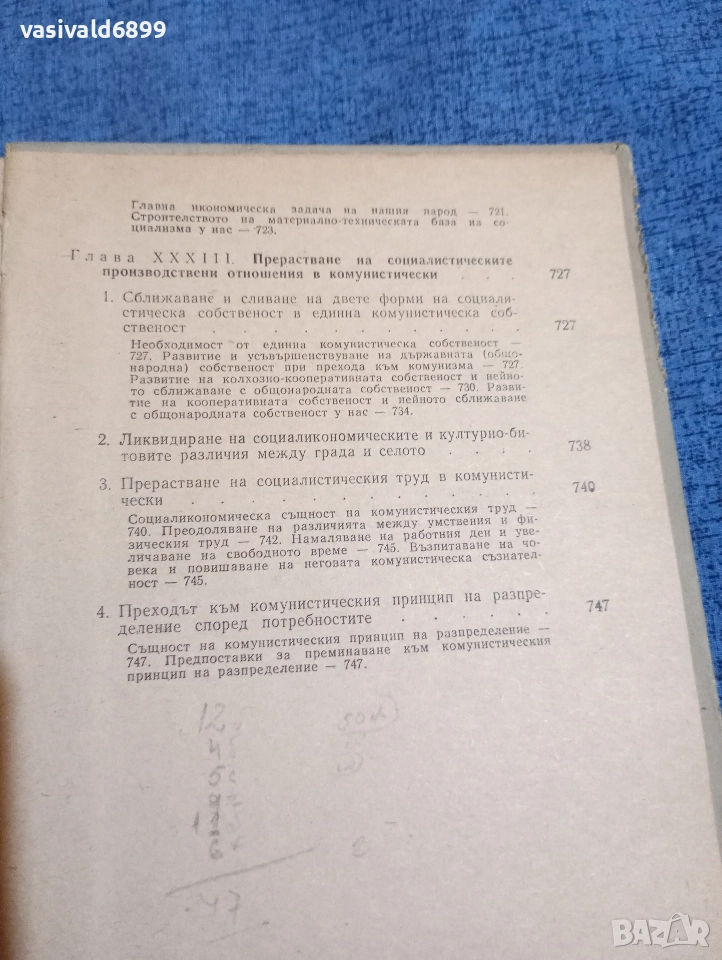 vasivald6899
Главна икономическа задача на нашия народ — 721.
Строителството на материално-техническата база на со-
циализма у нас — 723.
Глава XXXIII. Прерастване на социалистическите
производствени отношения в комунистически . . . 727
1. Сближаване и сливане на двете форми на социали-
стическа собственост в единна комунистическа соб-
ственост . . . . . . . . . . . 727
Необходимост от единна комунистическа собственост —
727. Развитие и усъвършенствуване на държавната (общо-
народна) собственост при прехода към комунизма — 727.
Развитие на колхозно-кооперативната собственост и нейно-
то сближаване с общонародната собственост — 730. Разви-
тие на кооперативната собственост и нейното сближаване
с общонародната собственост у нас — 734.
2. Ликвидиране на социаликономическите и културно-би-
товите различия между града и селото . . . . 738
3. Прерастване на социалистическия труд в комунисти-
чески . . . . . . . . . . . 740
Социаликономическа същност на комунистическия труд —
740. Преодоляване на различията между умствения и фи-
зическия труд — 742. Намаляване на работния ден и уве-
личаване на свободното време — 745. Възпитаване на чо-
века и повишаване на неговата комунистическа съзнател-
ност — 745.
4. Преходът към комунистическия принцип на разпре-
деление според потребностите . . . . . . 747
Същност на комунистическия принцип на разпределение —
747. Предпоставки за преминаване към комунистическия
принцип на разпределение — 747.
12
47
BAZAR